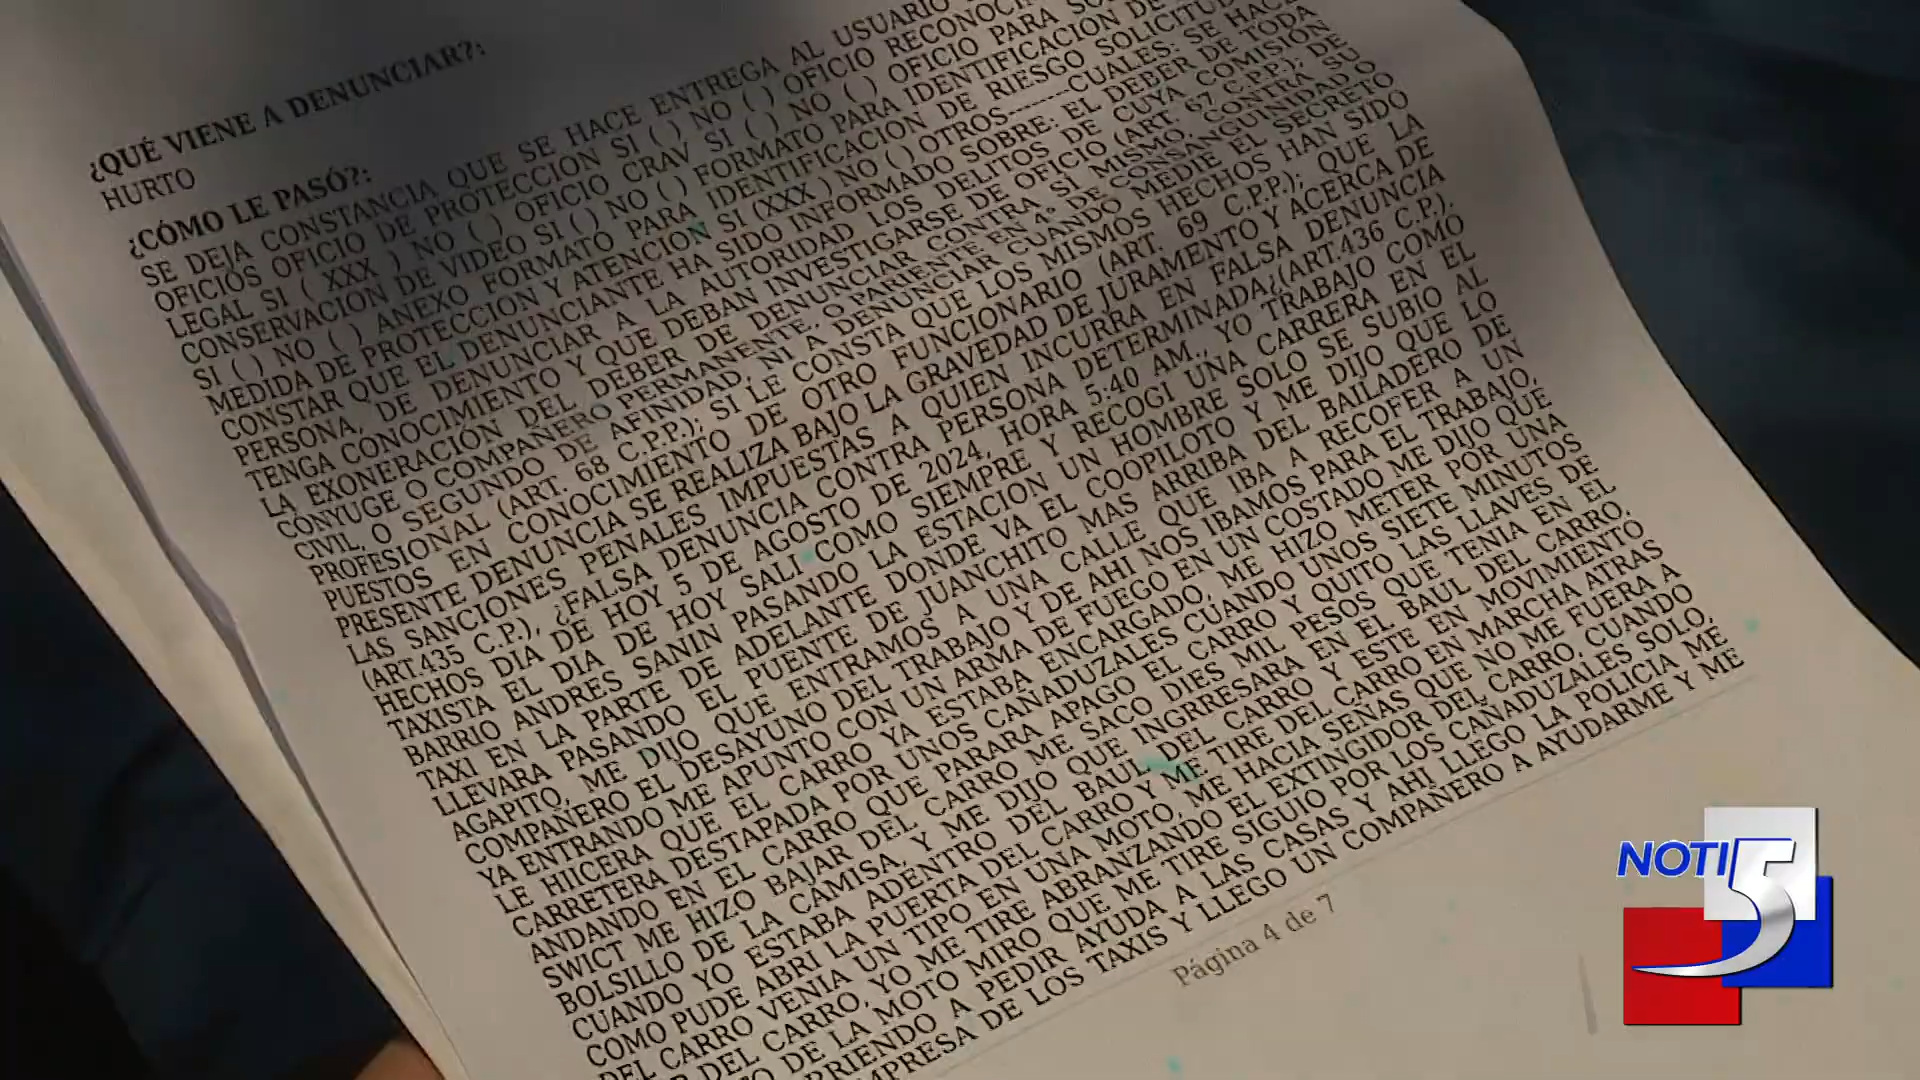 ¿QUÉ VIENE A DENUNCIAR?:
HURTO
¿CÓMO LE PASÓ?:
SE DEJA CONSTANCIA QUE SE HACE ENTREGA AL USUARIO
OFICIOS OFICIO DE PROTECCION SI ( ) NO ( ) OFICIO RECONOCI
LEGAL SI ( XXX ) NO ( ) OFICIO CRAV SI ( ) NO ( ) OFICIO PARA SO
CONSERVACION DE VIDEO SI ( ) NO ( ) FORMATO PARA IDENTIFICACION DE
SI ( ) NO ( ) ANEXO FORMATO PARA IDENTIFICACION DE RIESGO SOLICITUD
MEDIDA DE PROTECCION Y ATENCION SI (XXX ) NO ( ) OTROS CUALES: SE HACE
CONSTAR QUE EL DENUNCIANTE HA SIDO INFORMADO SOBRE: EL DEBER DE TODA
PERSONA, DE DENUNCIAR A LA AUTORIDAD LOS DELITOS DE CUYA COMISIÓN
TENGA CONOCIMIENTO Y QUE DEBAN INVESTIGARSE DE OFICIO (ART. 67 C.P.P.); DE
LA EXONERACIÓN DEL DEBER DE DENUNCIAR CONTRA SI MISMO, CONTRA SU
CÓNYUGE O COMPAÑERO PERMANENTE, O PARIENTE EN 4° DE CONSANGUINIDAD O
CIVIL, O SEGUNDO DE AFINIDAD, NI A DENUNCIAR CUANDO MEDIE EL SECRETO
PROFESIONAL (ART. 68 C.P.P.); SI LE CONSTA QUE LOS MISMOS HECHOS HAN SIDO
PUESTOS EN CONOCIMIENTO DE OTRO FUNCIONARIO (ART. 69 C.P.P.); QUE LA
PRESENTE DENUNCIA SE REALIZA BAJO LA GRAVEDAD DE JURAMENTO Y ACERCA DE
LAS SANCIONES PENALES IMPUESTAS A QUIEN INCURRA EN FALSA DENUNCIA
(ART.435 C.P.), ¿FALSA DENUNCIA CONTRA PERSONA DETERMINADA¿(ART.436 C.P.).
HECHOS DIA DE HOY 5 DE AGOSTO DE 2024, HORA 5:40 AM., YO TRABAJO COMO
TAXISTA EL DIA DE HOY SALI COMO SIEMPRE Y RECOGI UNA CARRERA EN EL
BARRIO ANDRES SANIN PASANDO LA ESTACION UN HOMBRE SOLO SE SUBIO AL
TAXI EN LA PARTE DE ADELANTE DONDE VA EL COOPILOTO Y ME DIJO QUE LO
LLEVARA PASANDO EL PUENTE DE JUANCHITO MAS ARRIBA DEL BAILADERO DE
AGAPITO, ME DIJO QUE ENTRAMOS A UNA CALLE QUE IBA A RECOFER A UN
COMPAÑERO EL DESAYUNO DEL TRABAJO Y DE AHI NOS IBAMOS PARA EL TRABAJO,
YA ENTRANDO ME APUNTO CON UN ARMA DE FUEGO EN UN COSTADO ME DIJO QUE
LE HIICERA QUE EL CARRO YA ESTABA ENCARGADO, ME HIZO METER POR UNA
CARRETERA DESTAPADA POR UNOS CAÑADUZALES CUANDO UNOS SIETE MINUTOS
ANDANDO EN EL CARRO QUE PARARA APAGO EL CARRO Y QUITO LAS LLAVES DE
SWICT ME HIZO BAJAR DEL CARRO ME SACO DIES MIL PESOS QUE TENIA EN EL
BOLSILLO DE LA CAMISA, Y ME DIJO QUE INGRRESARA EN EL BAUL DEL CARRO,
CUANDO YO ESTABA ADENTRO DEL BAUL DEL CARRO Y ESTE EN MOVIMIENTO
COMO PUDE ABRI LA PUERTA DEL CARRO Y ME TIRE DEL CARRO EN MARCHA ATRAS
DEL CARRO VENIA UN TIPO EN UNA MOTO, ME HACIA SEÑAS QUE NO ME FUERA A
DEL CARRO, YO ME TIRE ABRANZANDO EL EXTINGIDOR DEL CARRO, CUANDO
DE LA MOTO MIRO QUE ME TIRE SIGUIO POR LOS CAÑADUZALES SOLO,
RRIENDO A PEDIR AYUDA A LAS CASAS Y AHI LLEGO LA POLICIA ME
MPRESA DE LOS TAXIS Y LLEGO UN COMPAÑERO A AYUDARME Y ME
Página 4 de 7
NOTI 5